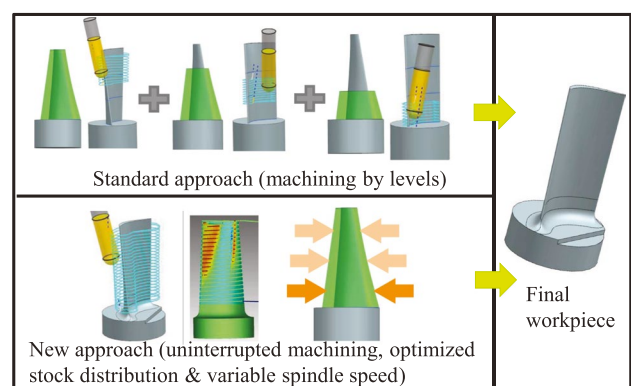 Standard approach (machining by levels)
New approach (uninterrupted machining, optimized
stock distribution & variable spindle speed)
Final
workpiece